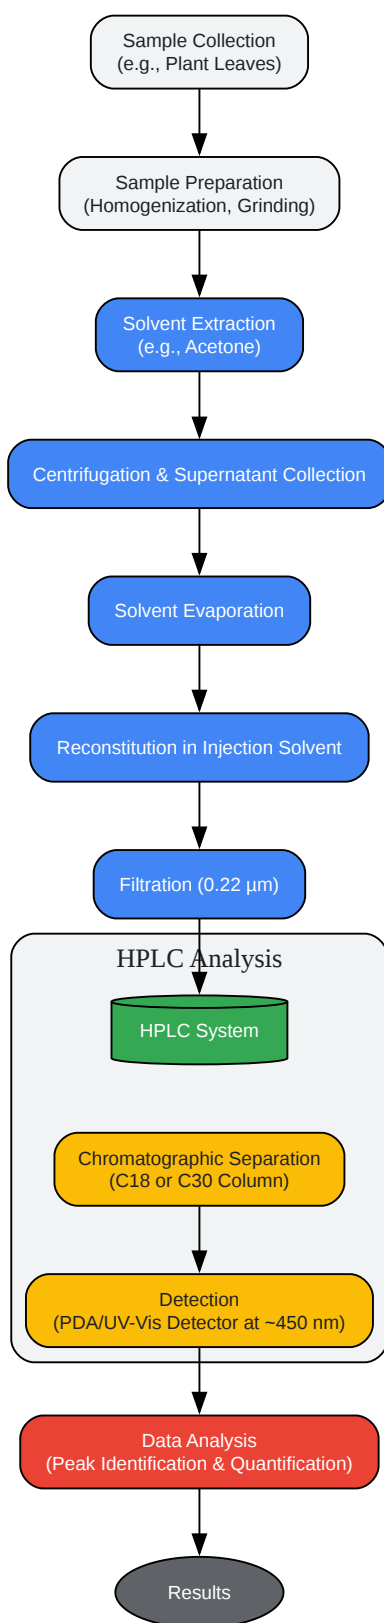 Sample Collection
(e.g., Plant Leaves)
Sample Preparation
(Homogenization, Grinding)
Solvent Extraction
(e.g., Acetone)
Centrifugation & Supernatant Collection
Solvent Evaporation
Reconstitution in Injection Solvent
Filtration (0.22 µm)
HPLC Analysis
HPLC System
Chromatographic Separation
(C18 or C30 Column)
Detection
(PDA/UV-Vis Detector at ~450 nm)
Data Analysis
(Peak Identification & Quantification)
Results